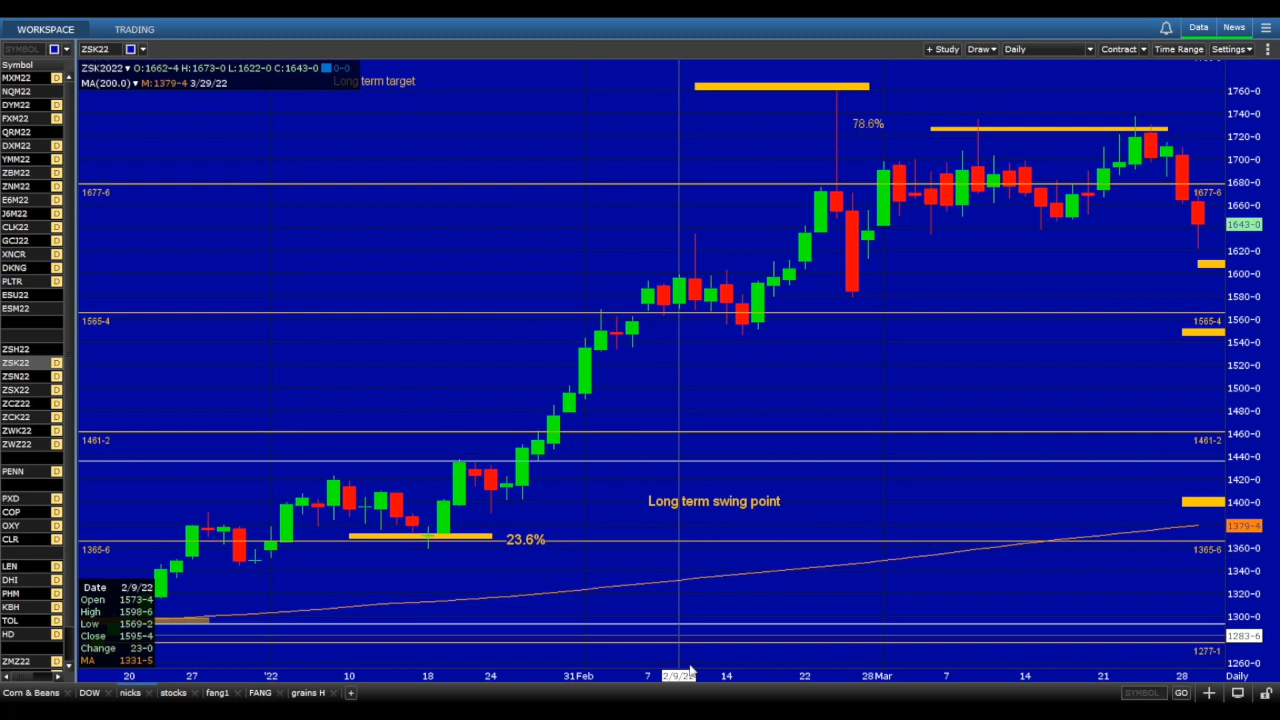 WORKSPACE TRADING Data News
SYMBOL ZSK22 + Study Draw Daily Contract Time Range Settings
Symbol
MXM22 D
NQM22
DYM22 D
FXM22 D
QRM22
DXM22 D
YMM22 D
ZBM22 D
ZNM22 D
E6M22 D
J6M22 D
CLK22 D
GCJ22 D
XNCR D
DKNG D
PLTR D
ESU22
ESM22
ZSH22
ZSK22 D
ZSN22 D
ZSX22 D
ZCZ22 D
ZCK22 D
ZWK22 D
ZWZ22 D
PENN D
PXD D
COP D
OXY D
CLR D
LEN D
DHI D
PHM D
KBH D
TOL D
HD D
ZMZ22 D
ZSK2022 O:1662-4 H:1673-0 L:1622-0 C:1643-0 0-0
MA(200.0) M:1379-4 3/29/22
Long term target
78.6%
1677-6 1677-6
1565-4 1565-4
1461-2 1461-2
Long term swing point
23.6%
1365-6 1365-6
1277-1
1760-0
1740-0
1720-0
1700-0
1680-0
1660-0
1643-0
1620-0
1600-0
1580-0
1560-0
1540-0
1520-0
1500-0
1480-0
1460-0
1440-0
1420-0
1400-0
1379-4
1360-0
1340-0
1320-0
1300-0
1283-6
1260-0
Date 2/9/22
Open 1573-4
High 1598-6
Low 1569-2
Close 1595-4
Change 23-0
MA 1331-5
20 27 '22 10 18 24 31 Feb 7 2/9/22 14 22 28 Mar 7 14 21 28 Daily
Corn & Beans DOW nicks stocks fang1 FANG grains H + SYMBOL GO